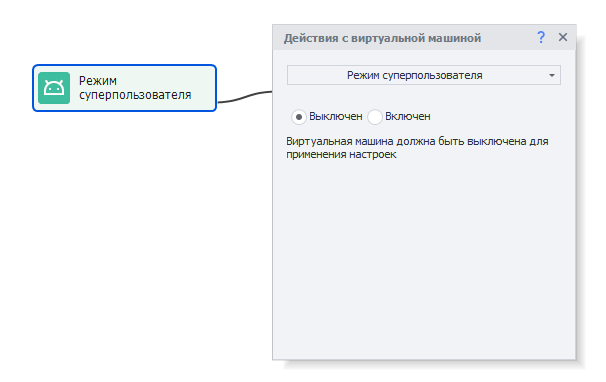 Режим
суперпользователя
Действия с виртуальной машиной ?
Режим суперпользователя
Выключен Включен
Виртуальная машина должна быть выключена для
применения настроек